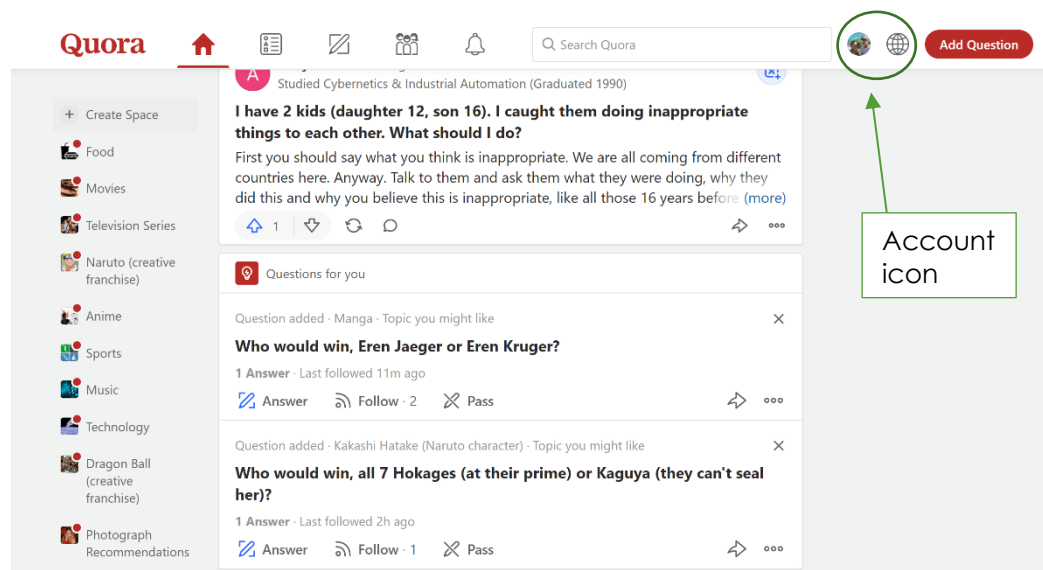 Quora
Search Quora
Add Question
Studied Cybernetics & Industrial Automation (Graduated 1990)
I have 2 kids (daughter 12, son 16). I caught them doing inappropriate
things to each other. What should I do?
First you should say what you think is inappropriate. We are all coming from different
countries here. Anyway. Talk to them and ask them what they were doing, why they
did this and why you believe this is inappropriate, like all those 16 years before (more)
1
Account
icon
+ Create Space
Food
Movies
Television Series
Naruto (creative
franchise)
Anime
Sports
Music
Technology
Dragon Ball
(creative
franchise)
Photograph
Recommendations
Questions for you
Question added · Manga · Topic you might like
Who would win, Eren Jaeger or Eren Kruger?
1 Answer · Last followed 11m ago
Answer Follow · 2 Pass
Question added · Kakashi Hatake (Naruto character) · Topic you might like
Who would win, all 7 Hokages (at their prime) or Kaguya (they can't seal
her)?
1 Answer · Last followed 2h ago
Answer Follow · 1 Pass